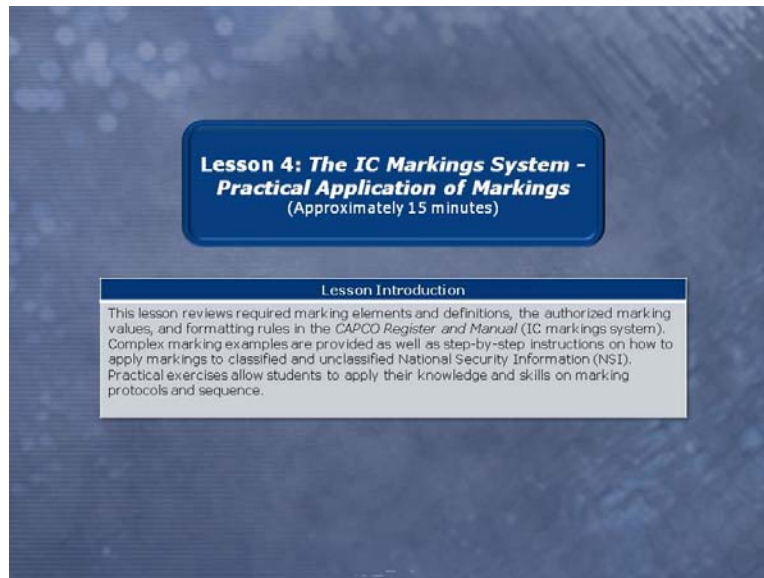 Lesson 4: The IC Markings System -
Practical Application of Markings
(Approximately 15 minutes)
Lesson Introduction
This lesson reviews required marking elements and definitions, the authorized marking
values, and formatting rules in the CAPCO Register and Manual (IC markings system).
Complex marking examples are provided as well as step-by-step instructions on how to
apply markings to classified and unclassified National Security Information (NSI).
Practical exercises allow students to apply their knowledge and skills on marking
protocols and sequence.